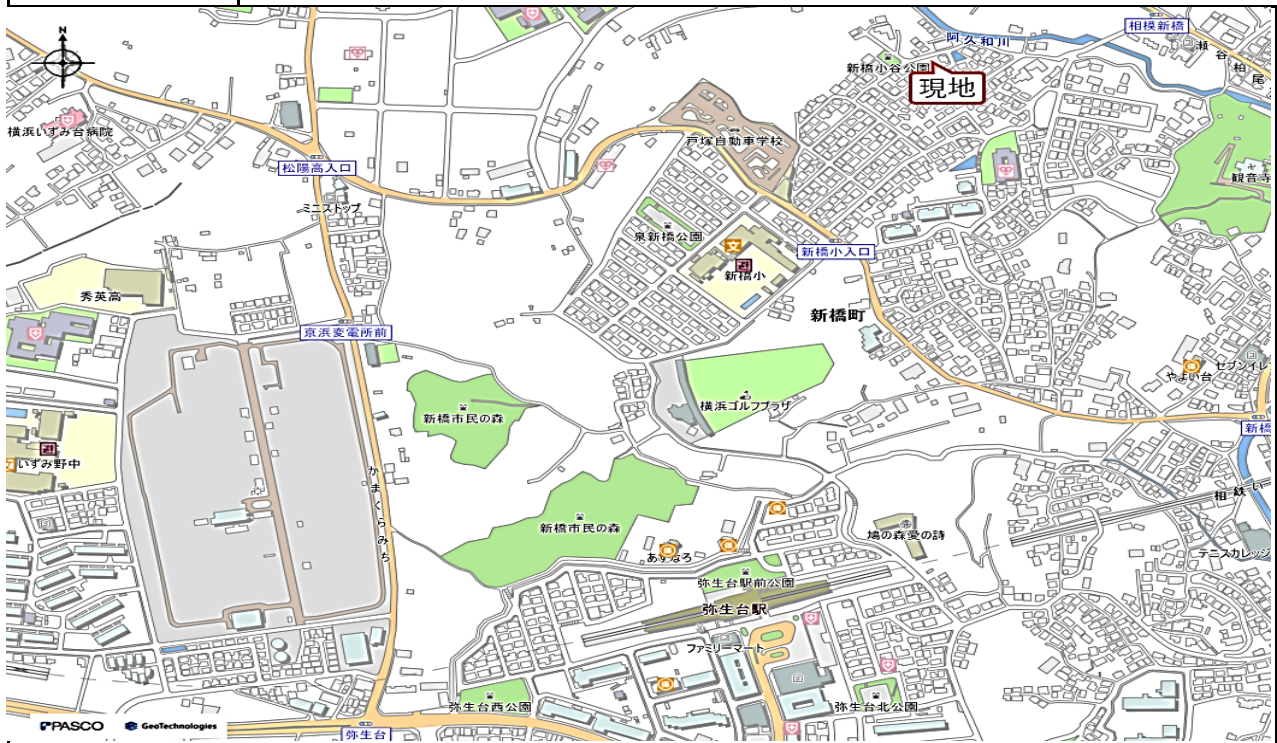 N
阿久和川
相模新橋
瀬谷柏尾
新橋小谷公園
現地
横浜いずみ台病院
戸塚自動車学校
松陽高入口
観音寺
ミニストップ
泉新橋公園
文
新橋小入口
新橋小
秀英高
新橋町
京浜変電所前
セブンイレ
やよい台
横浜ゴルフプラザ
新橋市民の森
新橋
いずみ野中
文
かまくらみち
相鉄い
新橋市民の森
鳩の森愛の詩
テニスカレッジ
あすなろ
弥生台駅前公園
弥生台駅
ファミリーマート
弥生台西公園
弥生台北公園
PASCO
GeoTechnologies
弥生台